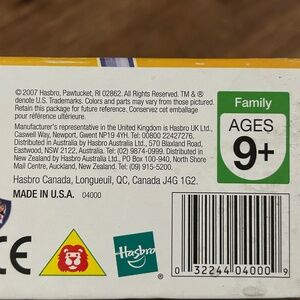 © 2007 Hasbro, Pawtucket, RI 02862. All Rights Reserved. TM & ®
denote U.S. Trademarks. Colors and parts may vary from those pictured.
Retain this package for future reference. Conservez cet emballage
pour référence ultérieure.
Manufacturer's representative in the United Kingdom is Hasbro UK Ltd.,
Caswell Way, Newport, Gwent NP19 4YH. Tel: 00800 22427276.
Distributed in Australia by Hasbro Australia Ltd., 570 Blaxland Road,
Eastwood, NSW 2122, Australia. Tel: (02) 9874-0999. Distributed in
New Zealand by Hasbro Australia Ltd., PO Box 100-940, North Shore
Mail Centre, Auckland, New Zealand. Tel: (09) 915-5200.
Hasbro Canada, Longueuil, QC, Canada J4G 1G2.
MADE IN U.S.A. 04000
Family
AGES
9+
CE
Hasbro
0 32244 04000 9